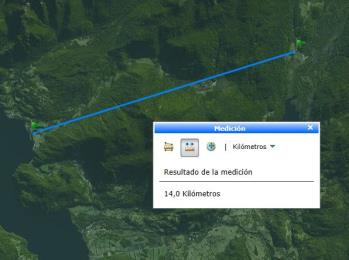 Medición
Kilómetros
Resultado de la medición
14,0 Kilómetros